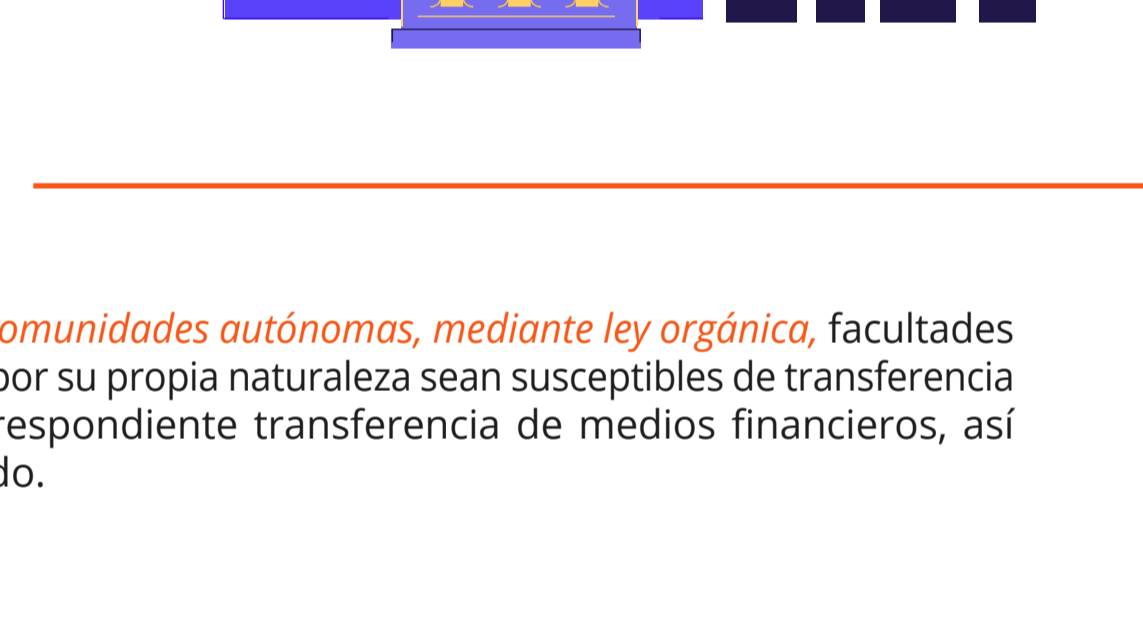 omunidades autónomas, mediante ley orgánica, facultades
por su propia naturaleza sean susceptibles de transferencia
respondiente transferencia de medios financieros, así
do.